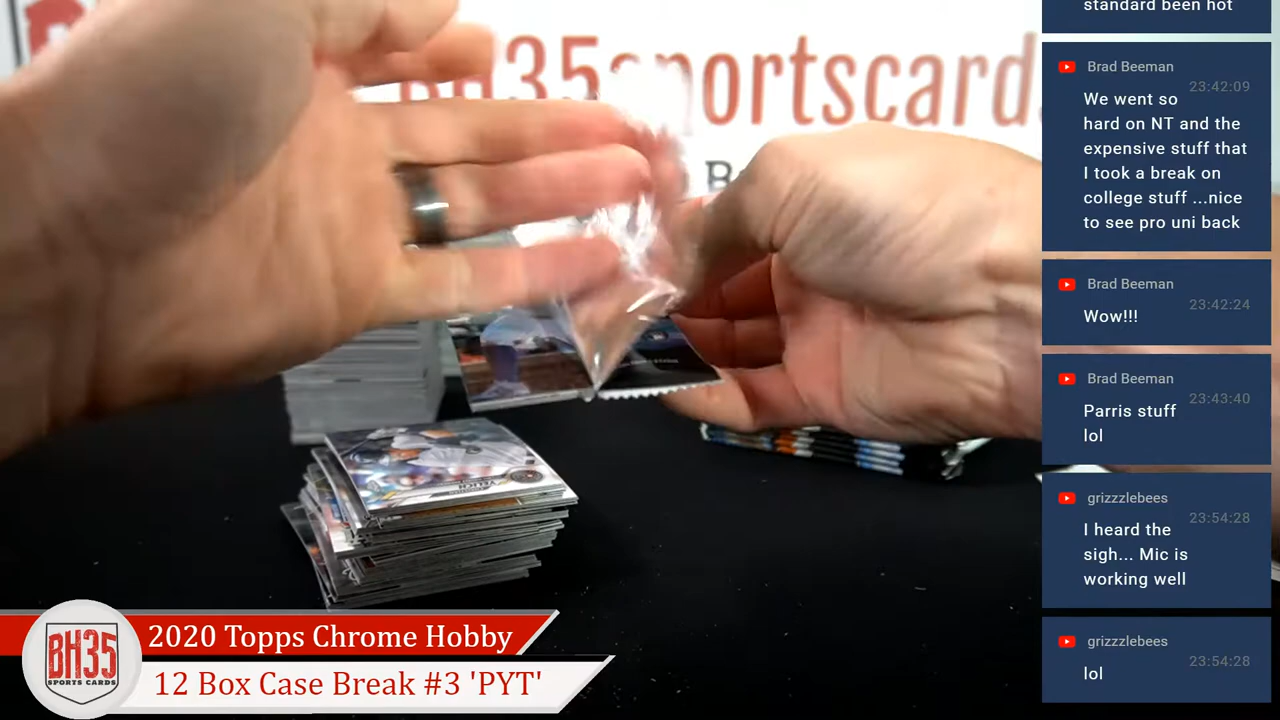 BH35sportscards
standard been hot
Brad Beeman
23:42:09
We went so
hard on NT and the
expensive stuff that
I took a break on
college stuff ...nice
to see pro uni back
Brad Beeman
23:42:24
Wow!!!
Brad Beeman
23:43:40
Parris stuff
lol
grizzzlebees
23:54:28
I heard the
sigh... Mic is
working well
grizzzlebees
23:54:28
lol
YELICH
BH35
SPORTS CARDS
2020 Topps Chrome Hobby
12 Box Case Break #3 'PYT'